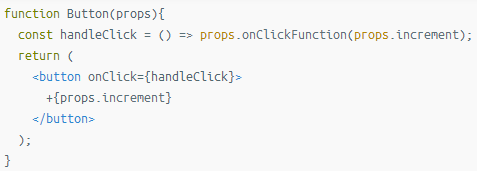 function Button(props){
  const handleClick = () => props.onClickFunction(props.increment);
  return (
    <button onClick={handleClick}>
      +{props.increment}
    </button>
  );
}